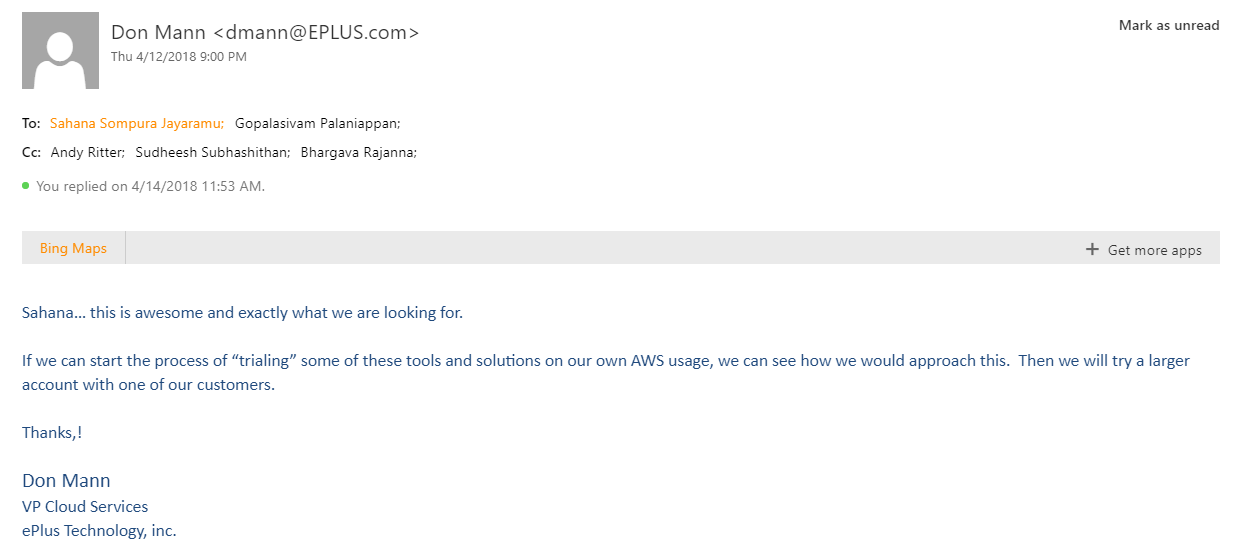 Don Mann <dmann@EPLUS.com>
Mark as unread
Thu 4/12/2018 9:00 PM
To: Sahana Sompura Jayaramu; Gopalasivam Palaniappan;
Cc: Andy Ritter; Sudheesh Subhashithan; Bhargava Rajanna;
You replied on 4/14/2018 11:53 AM.
Bing Maps
+ Get more apps
Sahana... this is awesome and exactly what we are looking for.
If we can start the process of “trialing” some of these tools and solutions on our own AWS usage, we can see how we would approach this.  Then we will try a larger
account with one of our customers.
Thanks,!
Don Mann
VP Cloud Services
ePlus Technology, inc.